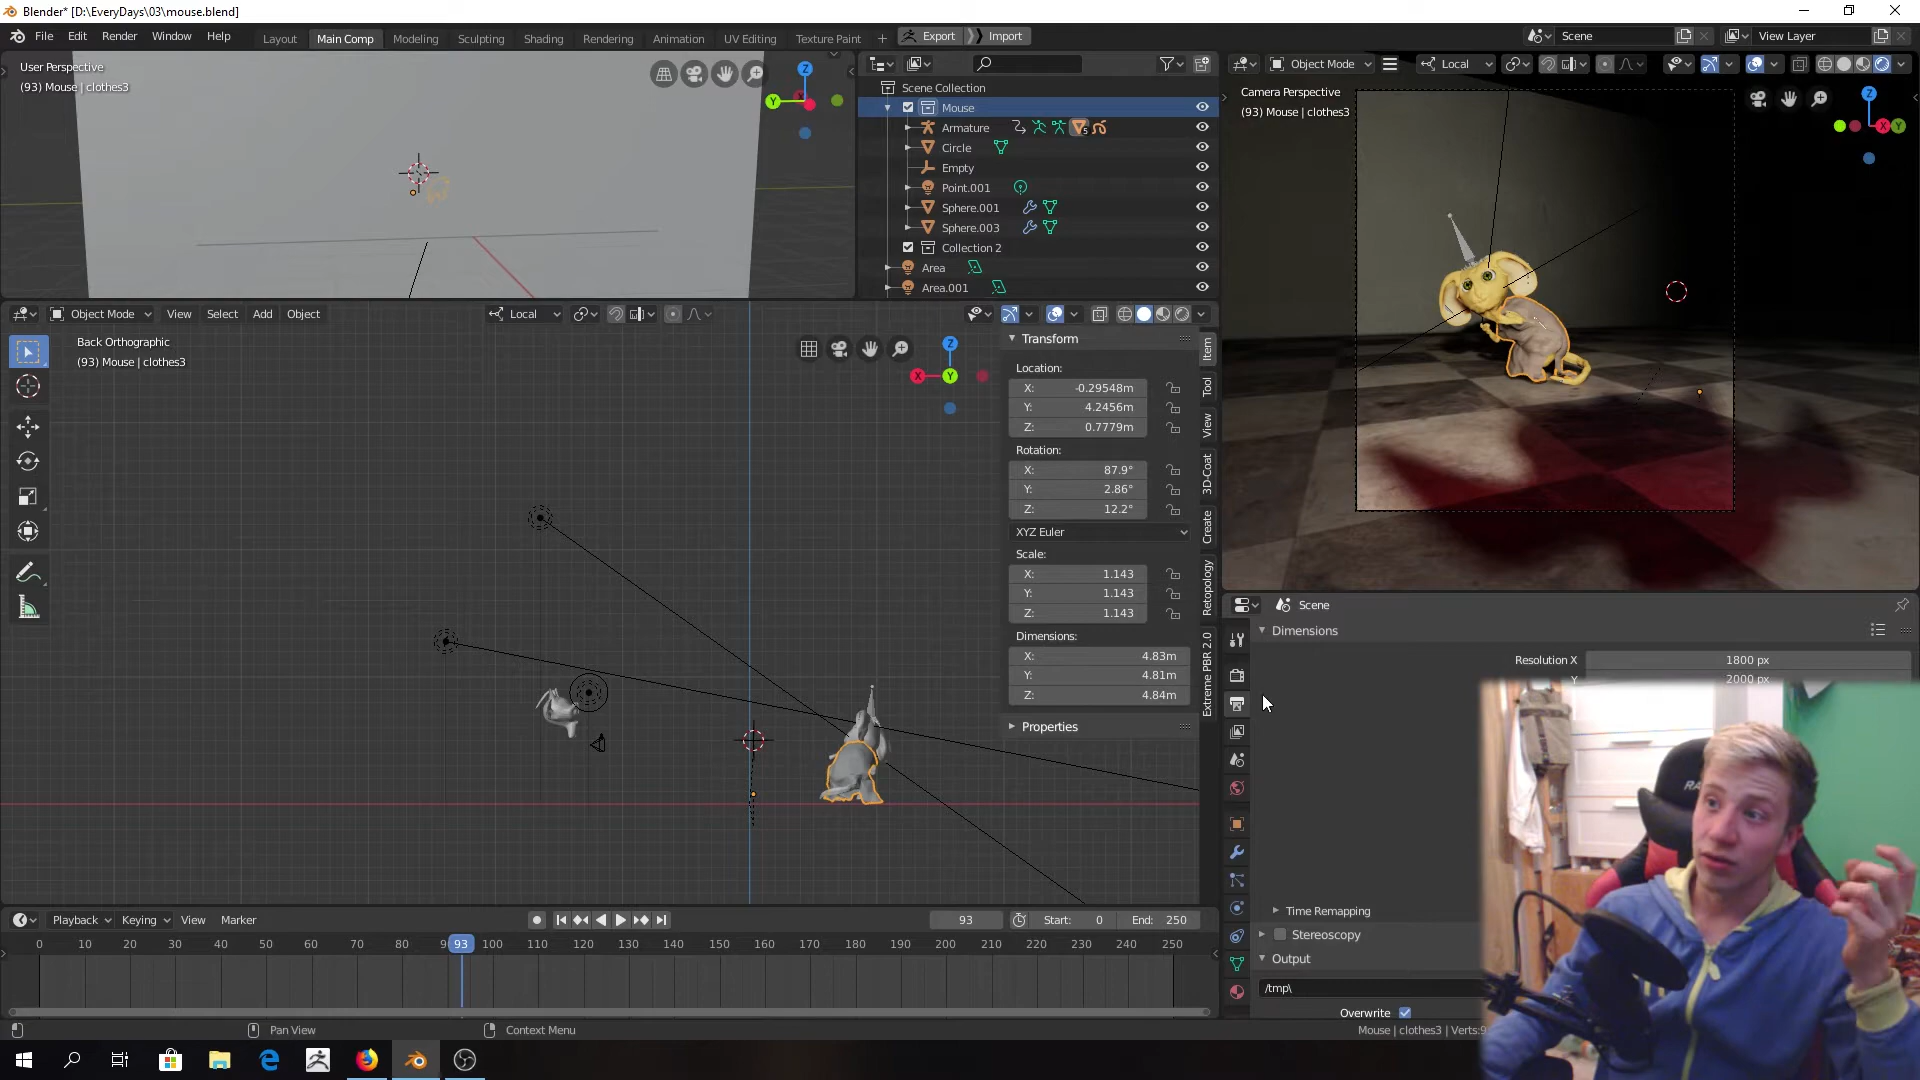 Blender* [D:\EveryDays\03\mouse.blend]
File Edit Render Window Help
Layout Main Comp Modeling Sculpting Shading Rendering Animation UV Editing Texture Paint + Export Import
Scene View Layer
User Perspective
(93) Mouse | clothes3
Z
Y
Scene Collection
Mouse
Armature 5
Circle
Empty
Point.001
Sphere.001
Sphere.003
Collection 2
Area
Area.001
Object Mode Local
Camera Perspective
(93) Mouse | clothes3
Z
X Y
Object Mode View Select Add Object Local
Back Orthographic
(93) Mouse | clothes3
Z
X Y
Transform
Location:
X: -0.29548m
Y: 4.2456m
Z: 0.7779m
Rotation:
X: 87.9°
Y: 2.86°
Z: 12.2°
XYZ Euler
Scale:
X: 1.143
Y: 1.143
Z: 1.143
Dimensions:
X: 4.83m
Y: 4.81m
Z: 4.84m
Properties
Item
Tool
View
3D-Coat
Create
Retopology
Extreme PBR 2.0
Scene
Dimensions
Resolution X 1800 px
Y 2000 px
Time Remapping
Stereoscopy
Output
/tmp\
Overwrite
Playback Keying View Marker 93 Start: 0 End: 250
0 10 20 30 40 50 60 70 80 9 93 100 110 120 130 140 150 160 170 180 190 200 210 220 230 240 250
Pan View Context Menu Mouse | clothes3 | Verts:9